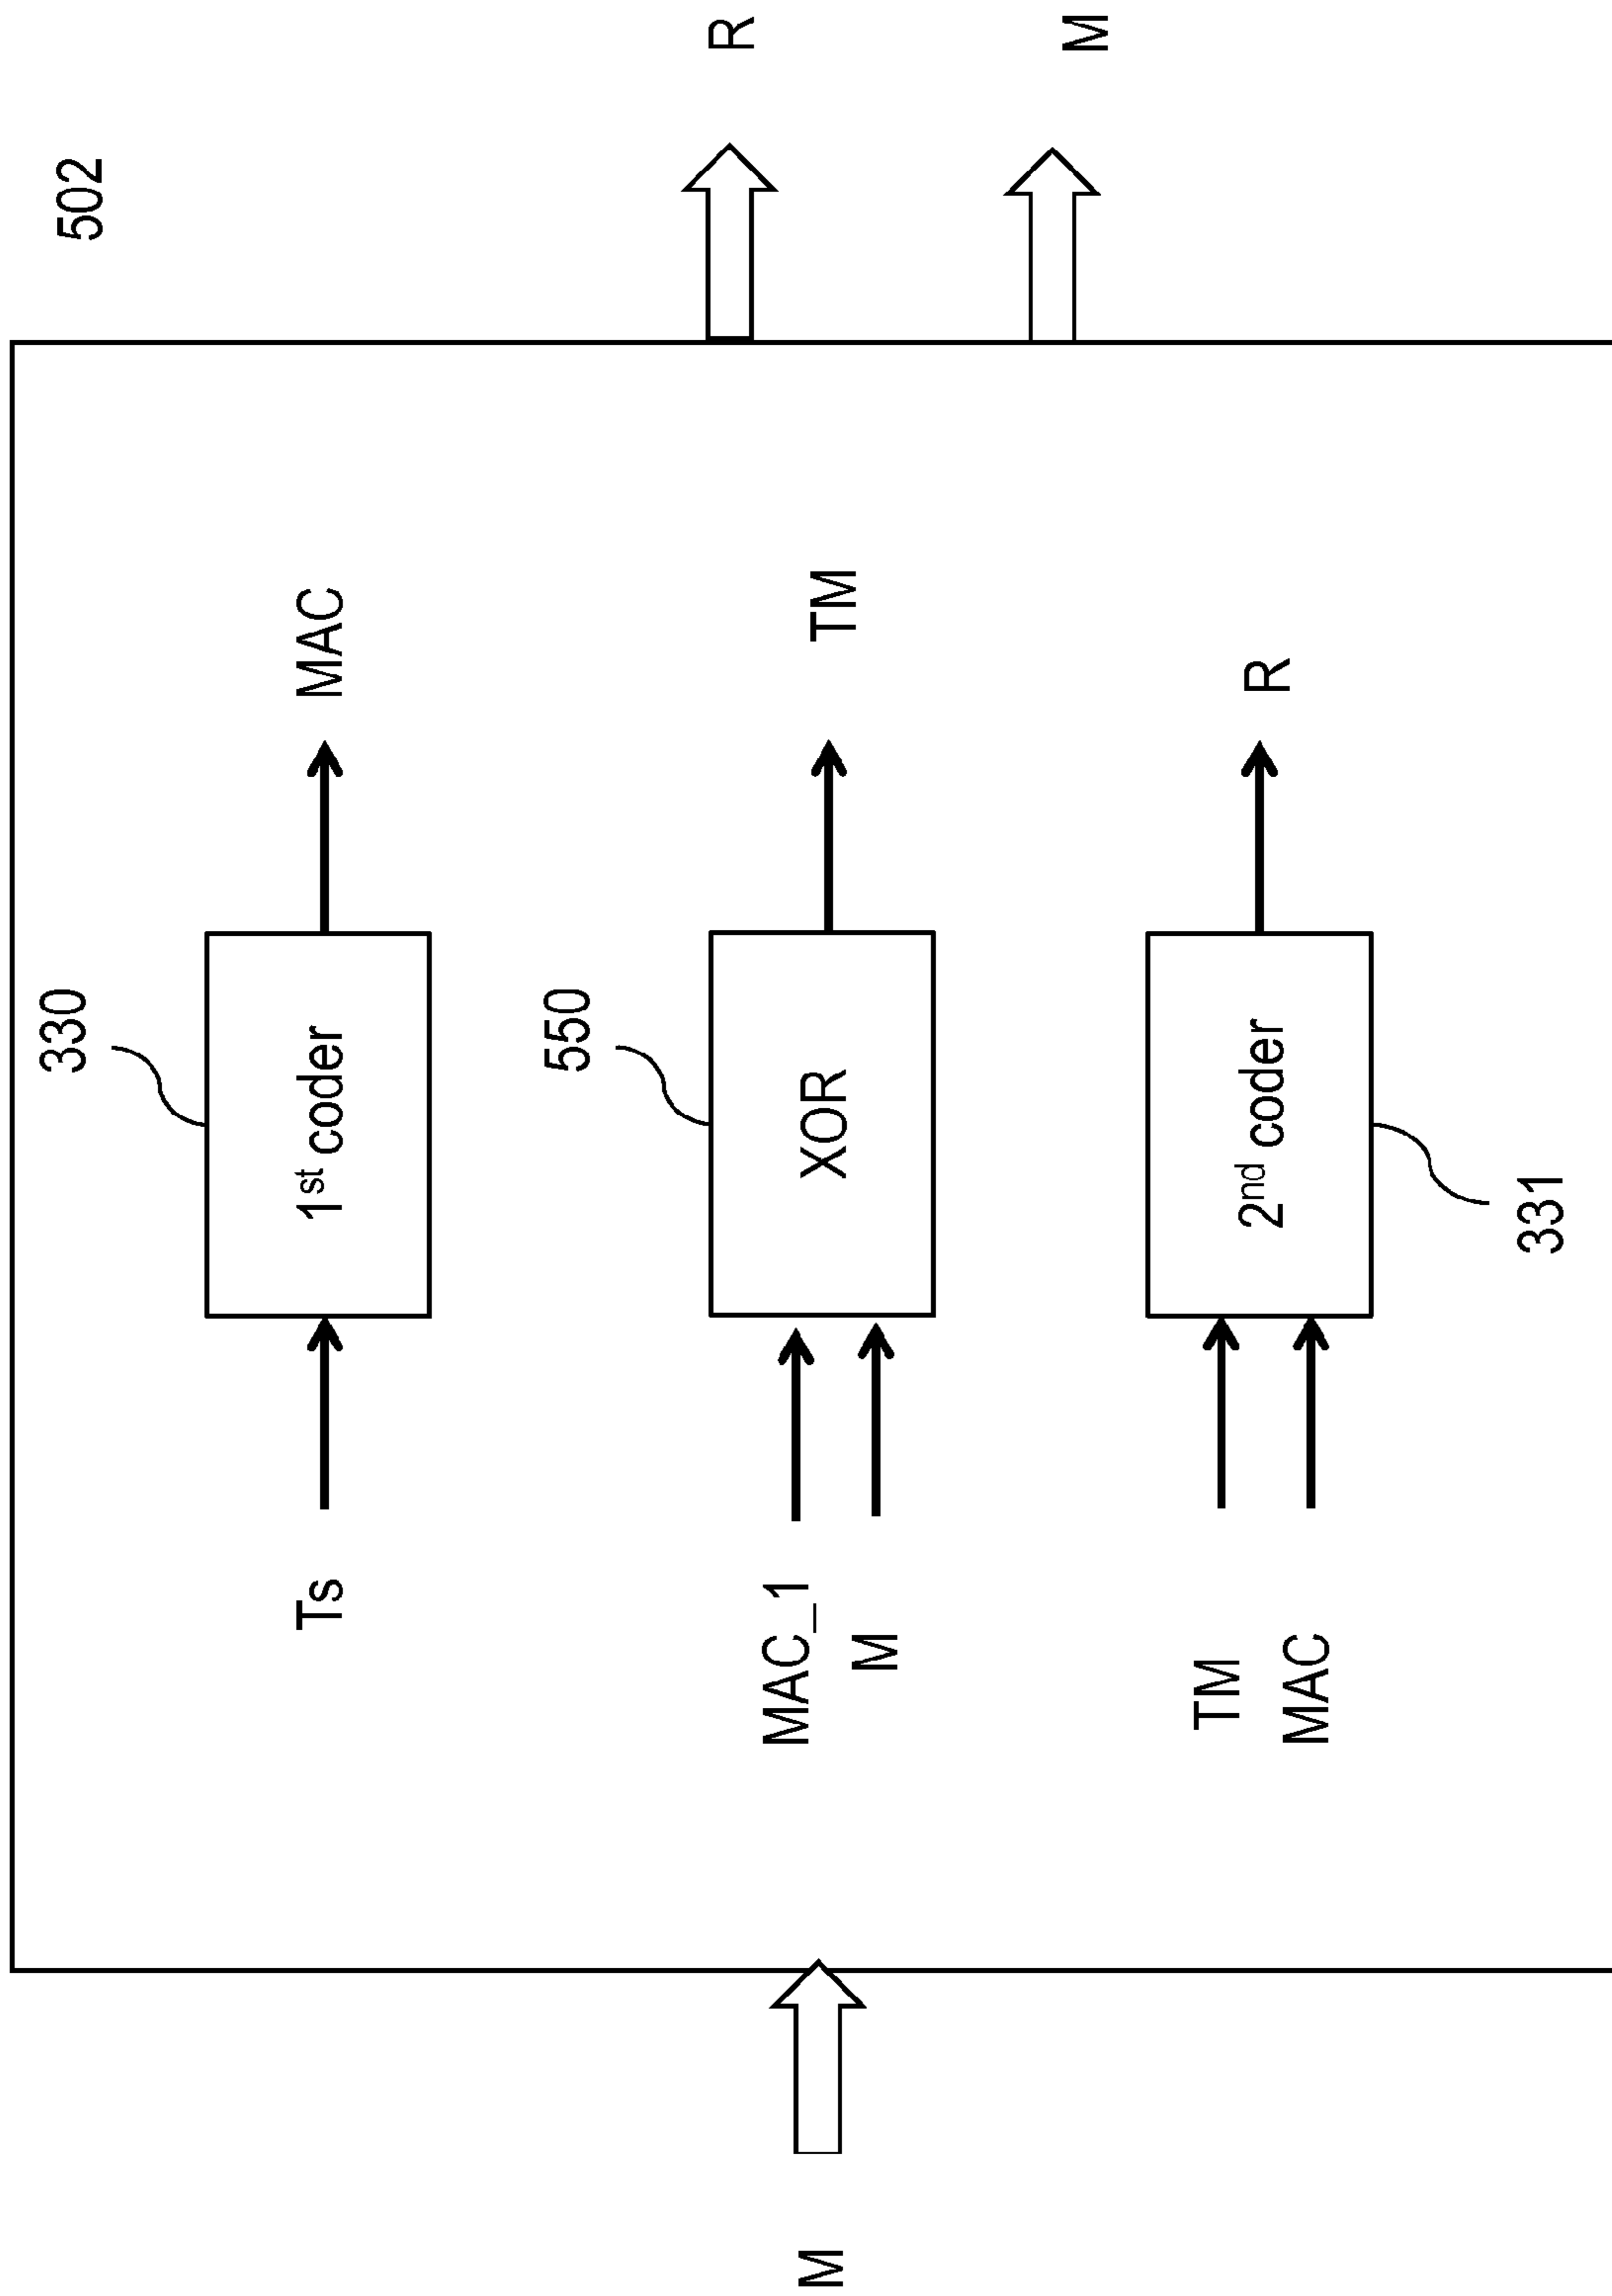 502
330
Ts
1st coder
MAC
550
MAC_1
M
XOR
TM
TM
MAC
2nd coder
R
331
M
R
M